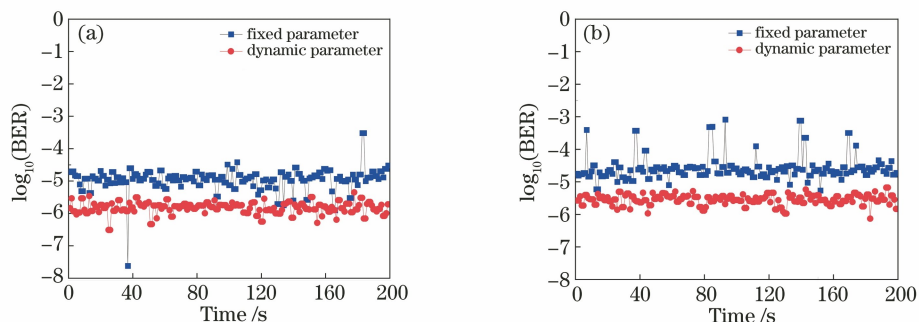 (a)
fixed parameter
dynamic parameter
0
−1
−2
−3
−4
−5
−6
−7
−8
log₁₀(BER)
0 40 80 120 160 200
Time /s
(b)
fixed parameter
dynamic parameter
0
−1
−2
−3
−4
−5
−6
−7
−8
log₁₀(BER)
0 40 80 120 160 200
Time /s